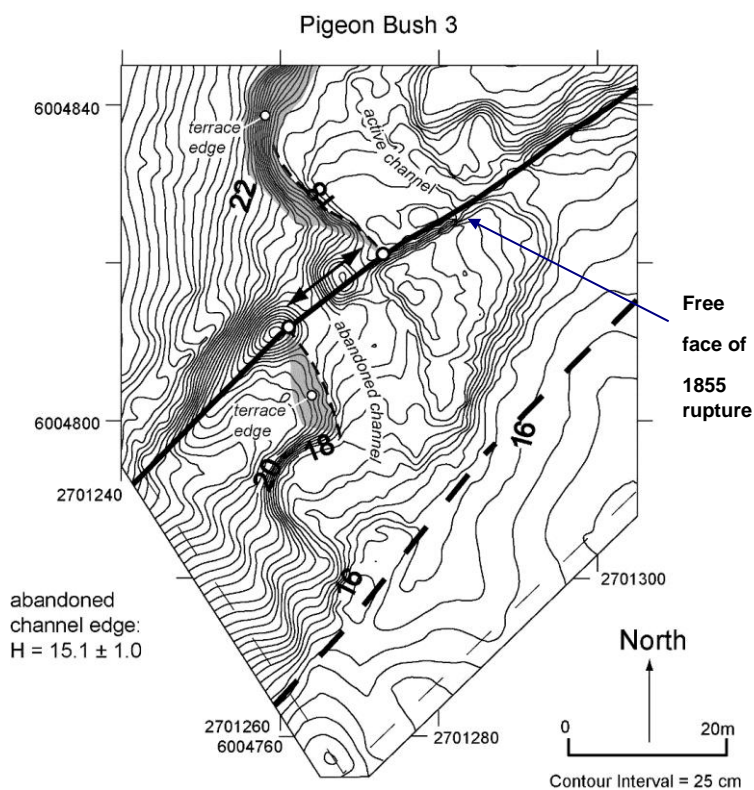 Pigeon Bush 3
6004840
terrace
edge
active channel
22
18
Free
face of
1855
rupture
abandoned channel
terrace
edge
6004800
18
20
16
2701240
16
2701300
abandoned
channel edge:
H = 15.1 ± 1.0
North
2701260
6004760
2701280
0 20m
Contour Interval = 25 cm